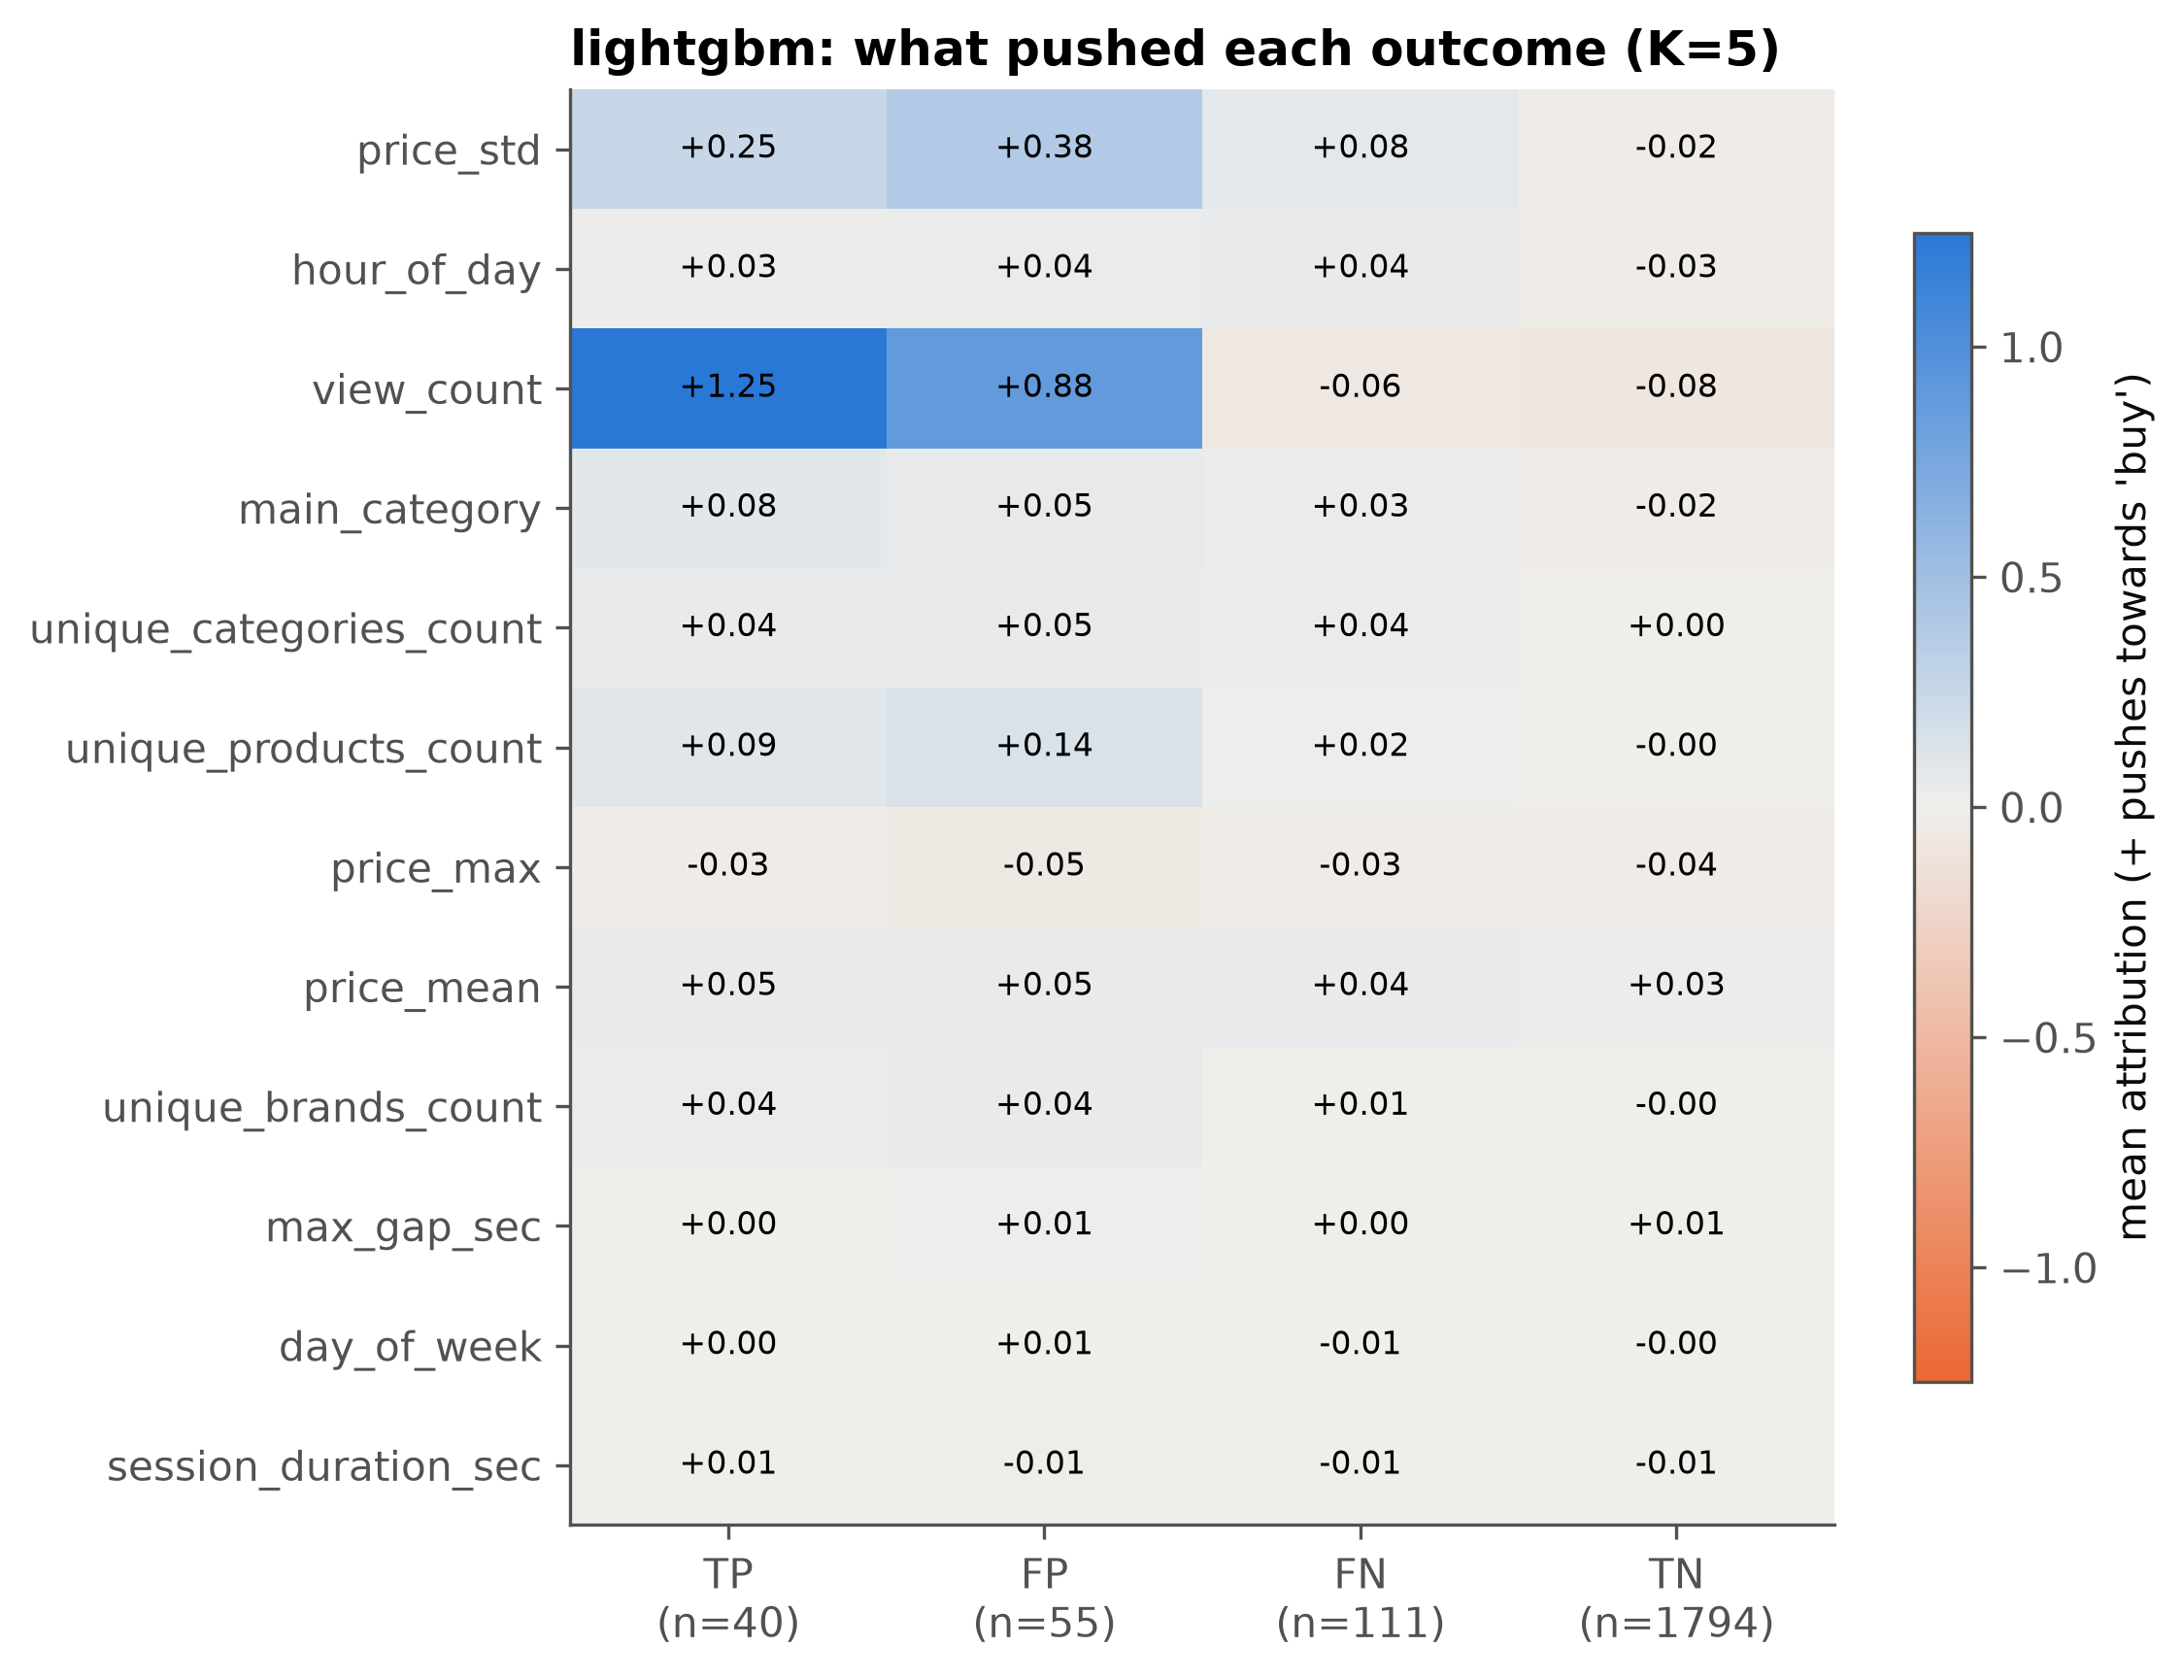 lightgbm: what pushed each outcome (K=5)
price_std +0.25 +0.38 +0.08 -0.02
hour_of_day +0.03 +0.04 +0.04 -0.03
view_count +1.25 +0.88 -0.06 -0.08
main_category +0.08 +0.05 +0.03 -0.02
unique_categories_count +0.04 +0.05 +0.04 +0.00
unique_products_count +0.09 +0.14 +0.02 -0.00
price_max -0.03 -0.05 -0.03 -0.04
price_mean +0.05 +0.05 +0.04 +0.03
unique_brands_count +0.04 +0.04 +0.01 -0.00
max_gap_sec +0.00 +0.01 +0.00 +0.01
day_of_week +0.00 +0.01 -0.01 -0.00
session_duration_sec +0.01 -0.01 -0.01 -0.01
TP FP FN TN
(n=40) (n=55) (n=111) (n=1794)
1.0
0.5
0.0
−0.5
−1.0
mean attribution (+ pushes towards 'buy')